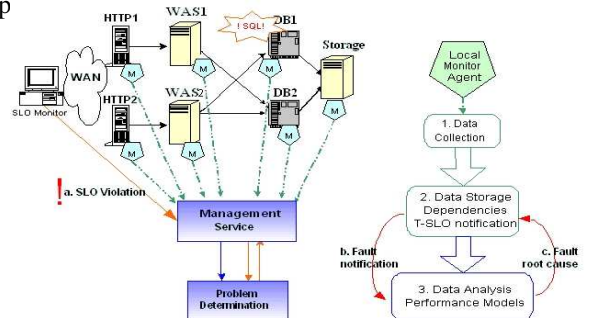 p
HTTP1
WAS1
! SQL!
DB1
Storage
M
M
M
WAN
SLO Monitor
HTTP2
WAS2
DB2
M
M
M
M
! a. SLO Violation
Management
Service
Problem
Determination
Local
Monitor
Agent
1. Data
Collection
2. Data Storage
Dependencies
T-SLO notification
b. Fault
notification
c. Fault
root cause
3. Data Analysis
Performance Models